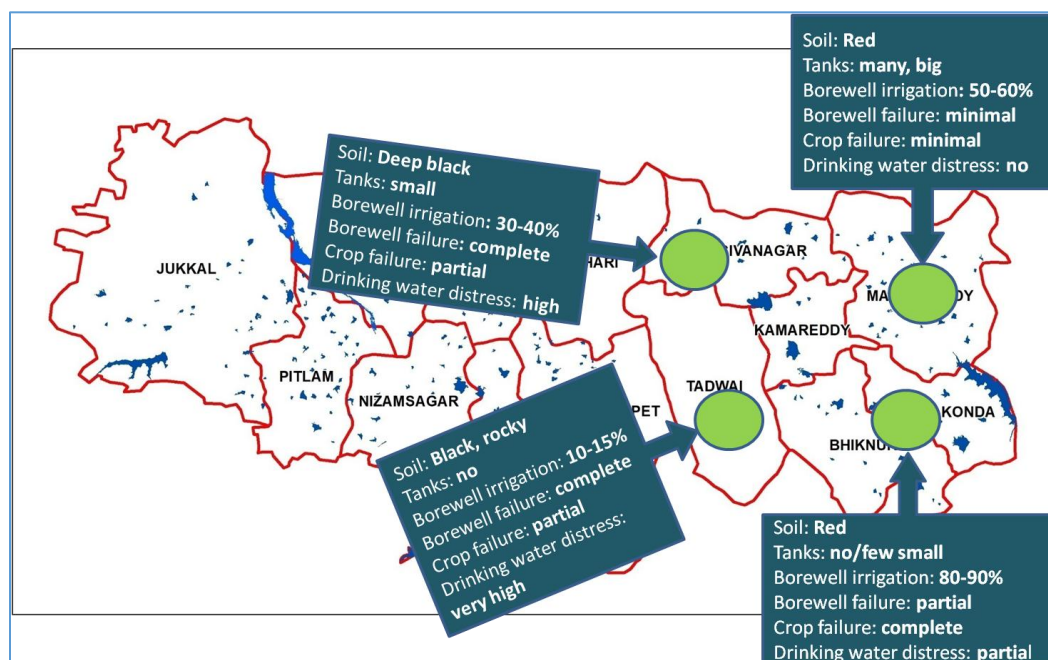 Soil: Red
Tanks: many, big
Borewell irrigation: 50-60%
Borewell failure: minimal
Crop failure: minimal
Drinking water distress: no
Soil: Deep black
Tanks: small
Borewell irrigation: 30-40%
Borewell failure: complete
Crop failure: partial
Drinking water distress: high
JUKKAL
HARI
IVANAGAR
MA
DY
KAMAREDDY
PITLAM
NIZAMSAGAR
PET
TADWAI
KONDA
BHIKNU
Soil: Black, rocky
Tanks: no
Borewell irrigation: 10-15%
Borewell failure: complete
Crop failure: partial
Drinking water distress:
very high
Soil: Red
Tanks: no/few small
Borewell irrigation: 80-90%
Borewell failure: partial
Crop failure: complete
Drinking water distress: partial